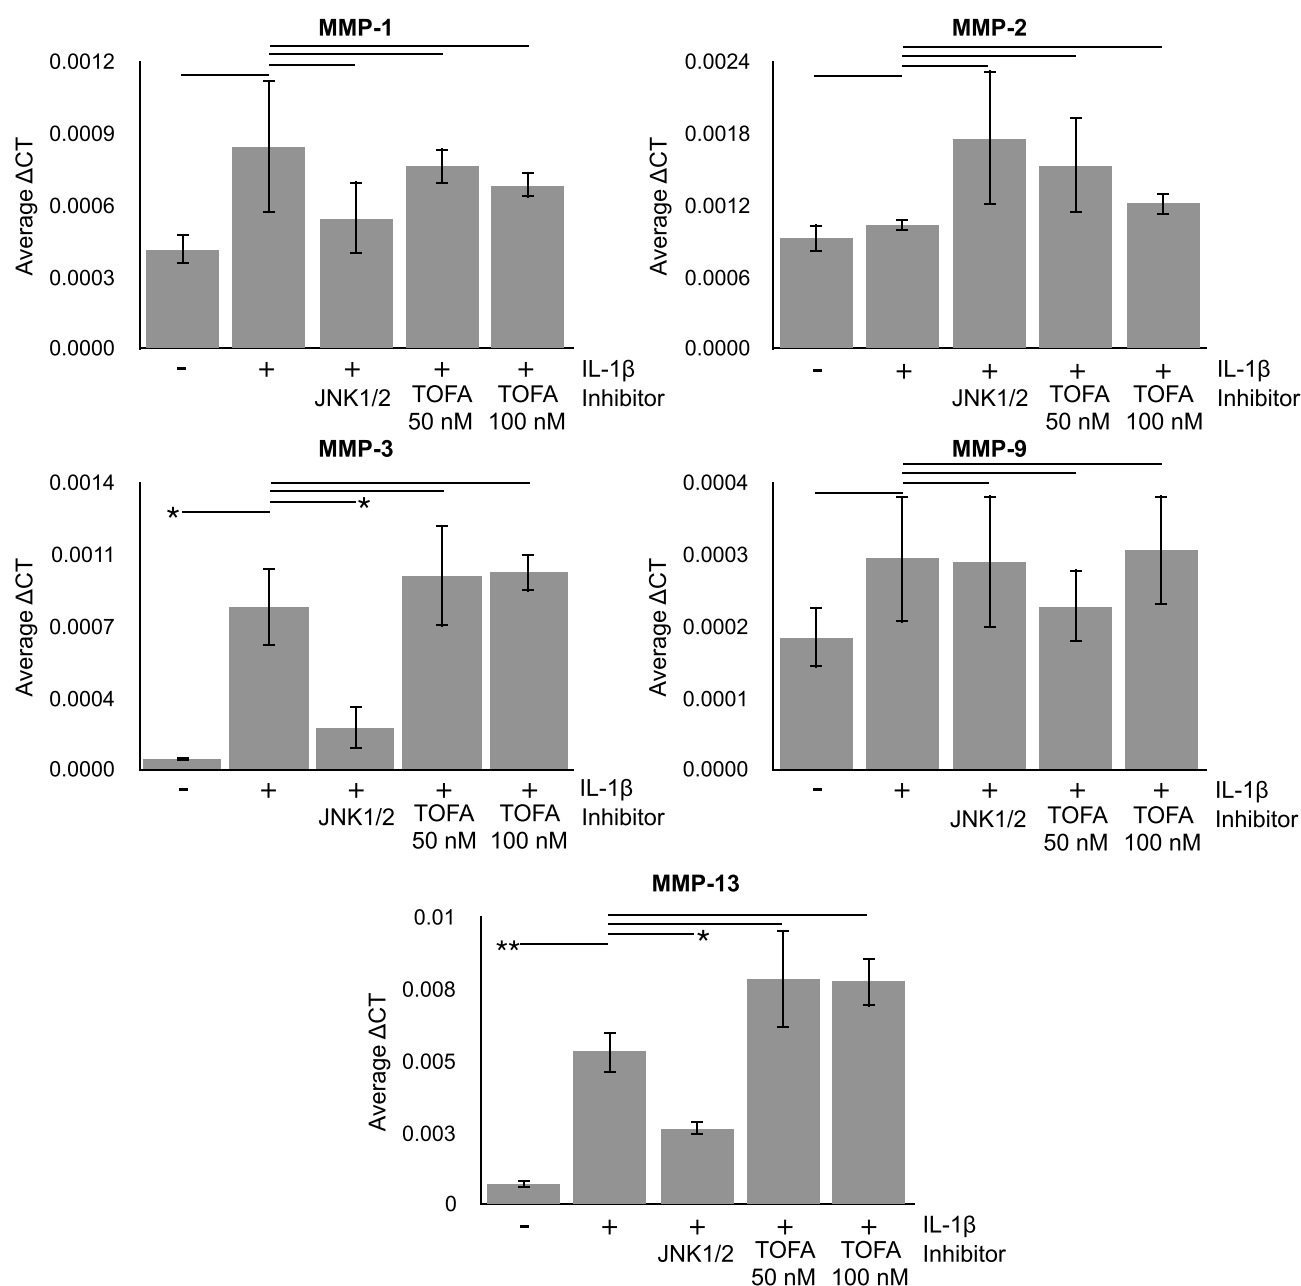 MMP-1
0.0012
0.0009
0.0006
0.0003
0.0000
Average ΔCT
- + + + + IL-1β
JNK1/2 TOFA TOFA Inhibitor
50 nM 100 nM
MMP-2
0.0024
0.0018
0.0012
0.0006
0.0000
Average ΔCT
- + + + + IL-1β
JNK1/2 TOFA TOFA Inhibitor
50 nM 100 nM
MMP-3
0.0014
* *
0.0011
0.0007
0.0004
0.0000
Average ΔCT
- + + + + IL-1β
JNK1/2 TOFA TOFA Inhibitor
50 nM 100 nM
MMP-9
0.0004
0.0003
0.0002
0.0001
0.0000
Average ΔCT
- + + + + IL-1β
JNK1/2 TOFA TOFA Inhibitor
50 nM 100 nM
MMP-13
0.01
** *
0.008
0.005
0.003
0
Average ΔCT
- + + + + IL-1β
JNK1/2 TOFA TOFA Inhibitor
50 nM 100 nM